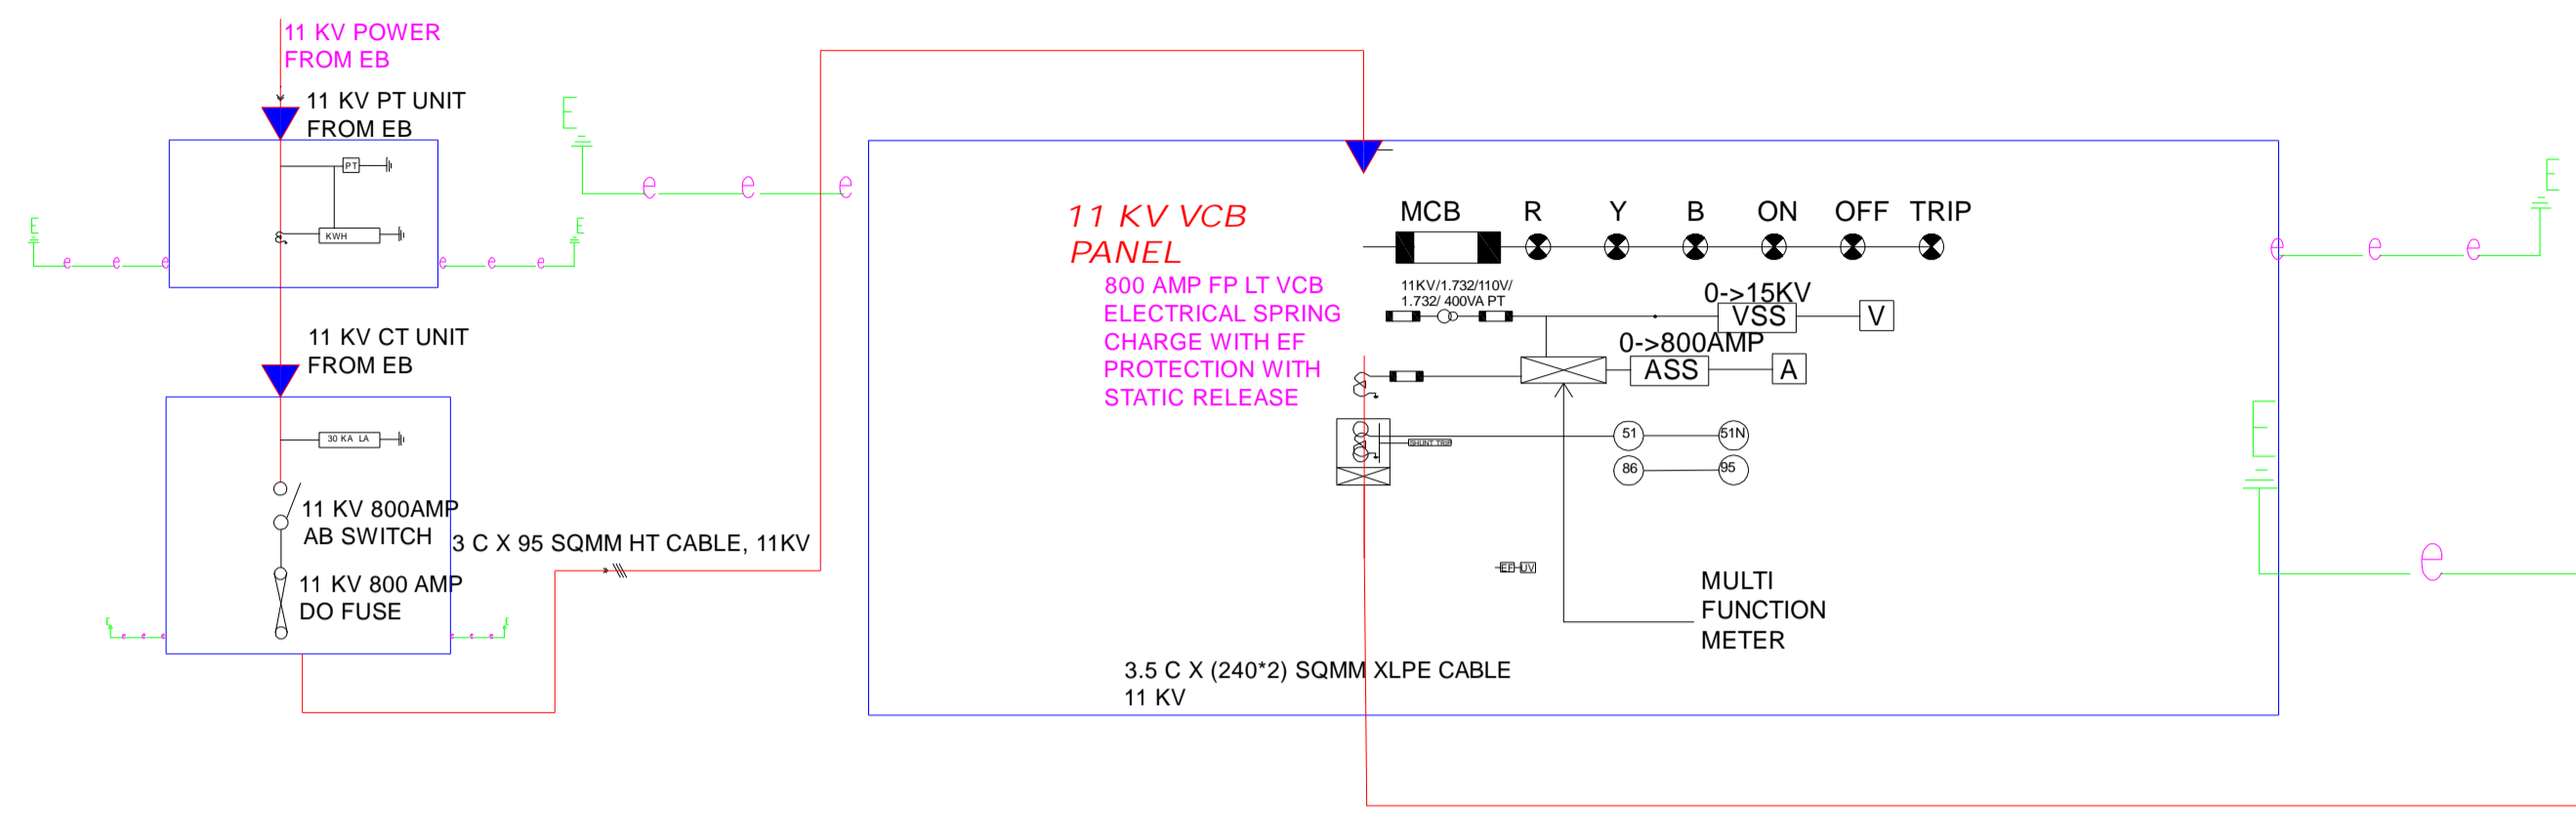 11 KV POWER
FROM EB
11 KV PT UNIT
FROM EB
PT
KWH
E
E
e e e
e e e
E
e e e
11 KV CT UNIT
FROM EB
30 KA LA
11 KV 800AMP
AB SWITCH
11 KV 800 AMP
DO FUSE
E
E
e e e
e e e
3 C X 95 SQMM HT CABLE, 11KV
11 KV VCB
PANEL
800 AMP FP LT VCB
ELECTRICAL SPRING
CHARGE WITH EF
PROTECTION WITH
STATIC RELEASE
MCB R Y B ON OFF TRIP
11KV/1.732/110V/
1.732/ 400VA PT
0->15KV
VSS V
0->800AMP
ASS A
SHUNT TRIP
51 51N
86 95
EF UV
MULTI
FUNCTION
METER
3.5 C X (240*2) SQMM XLPE CABLE
11 KV
E
e e e
E
e